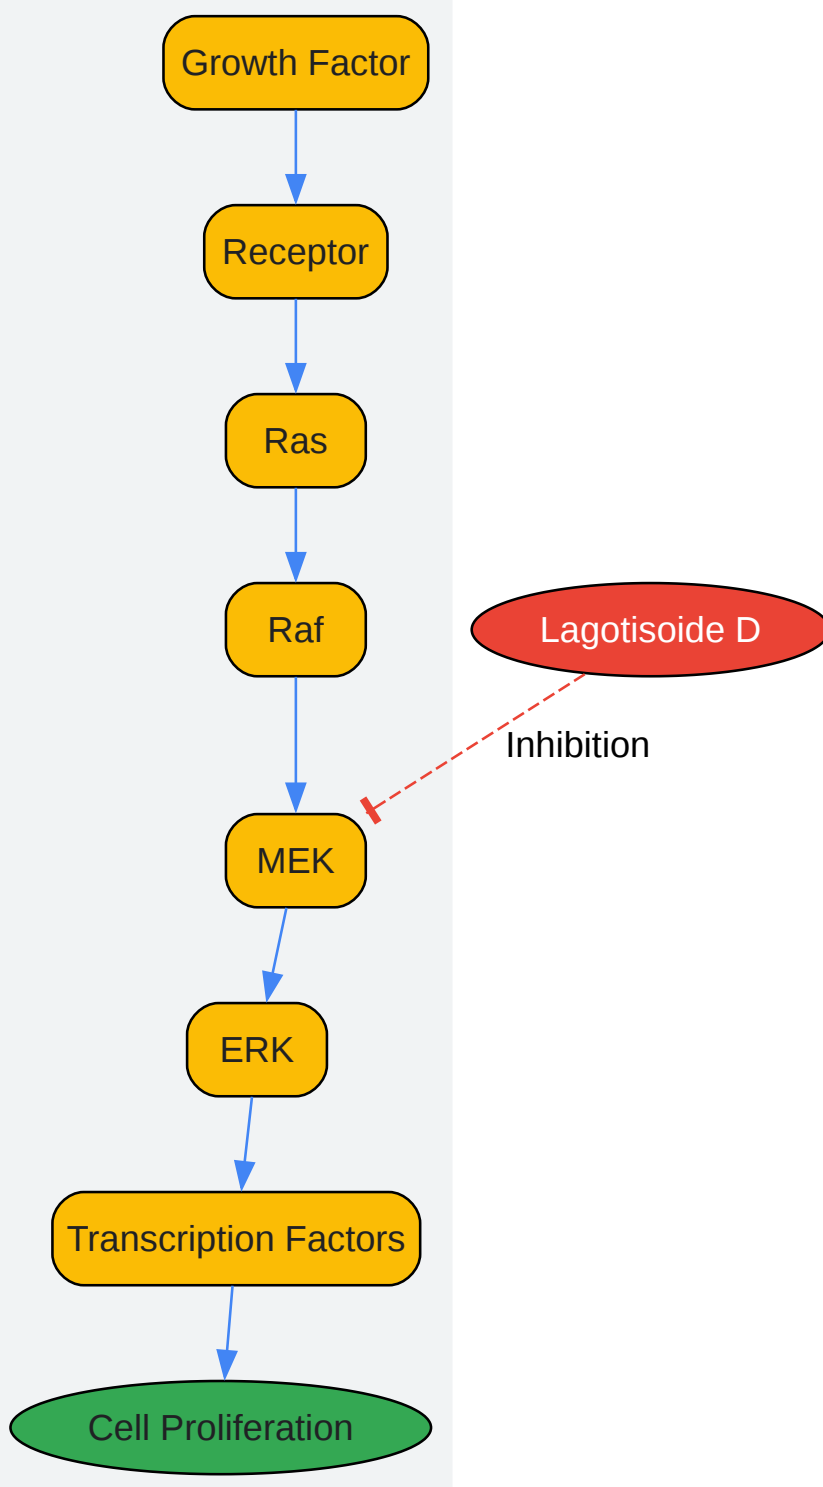 Growth Factor
Receptor
Ras
Raf
Lagotisoide D
Inhibition
MEK
ERK
Transcription Factors
Cell Proliferation